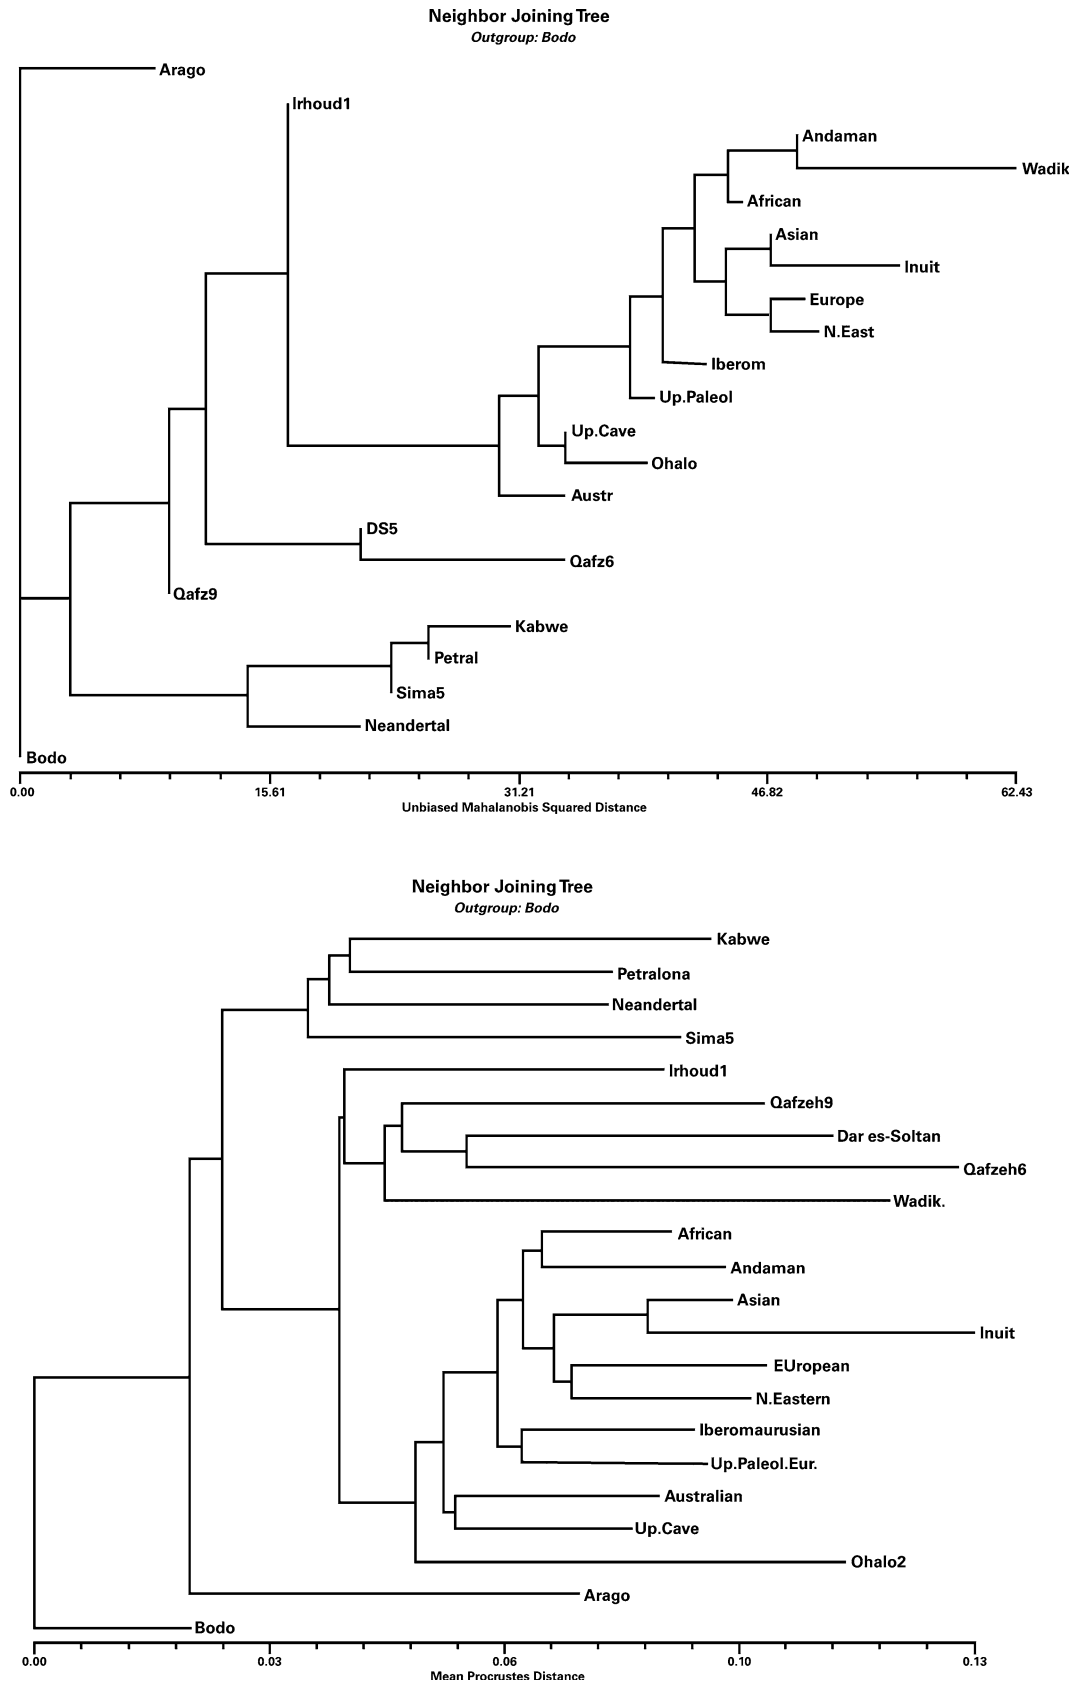 Neighbor Joining Tree
Outgroup: Bodo
Arago
Irhoud1
Andaman
Wadik
African
Asian
Inuit
Europe
N.East
Iberom
Up.Paleol
Up.Cave
Ohalo
Austr
DS5
Qafz6
Qafz9
Kabwe
Petral
Sima5
Neandertal
Bodo
0.00 15.61 31.21 46.82 62.43
Unbiased Mahalanobis Squared Distance
Neighbor Joining Tree
Outgroup: Bodo
Kabwe
Petralona
Neandertal
Sima5
Irhoud1
Qafzeh9
Dar es-Soltan
Qafzeh6
Wadik.
African
Andaman
Asian
Inuit
EUropean
N.Eastern
Iberomaurusian
Up.Paleol.Eur.
Australian
Up.Cave
Ohalo2
Arago
Bodo
0.00 0.03 0.06 0.10 0.13
Mean Procrustes Distance